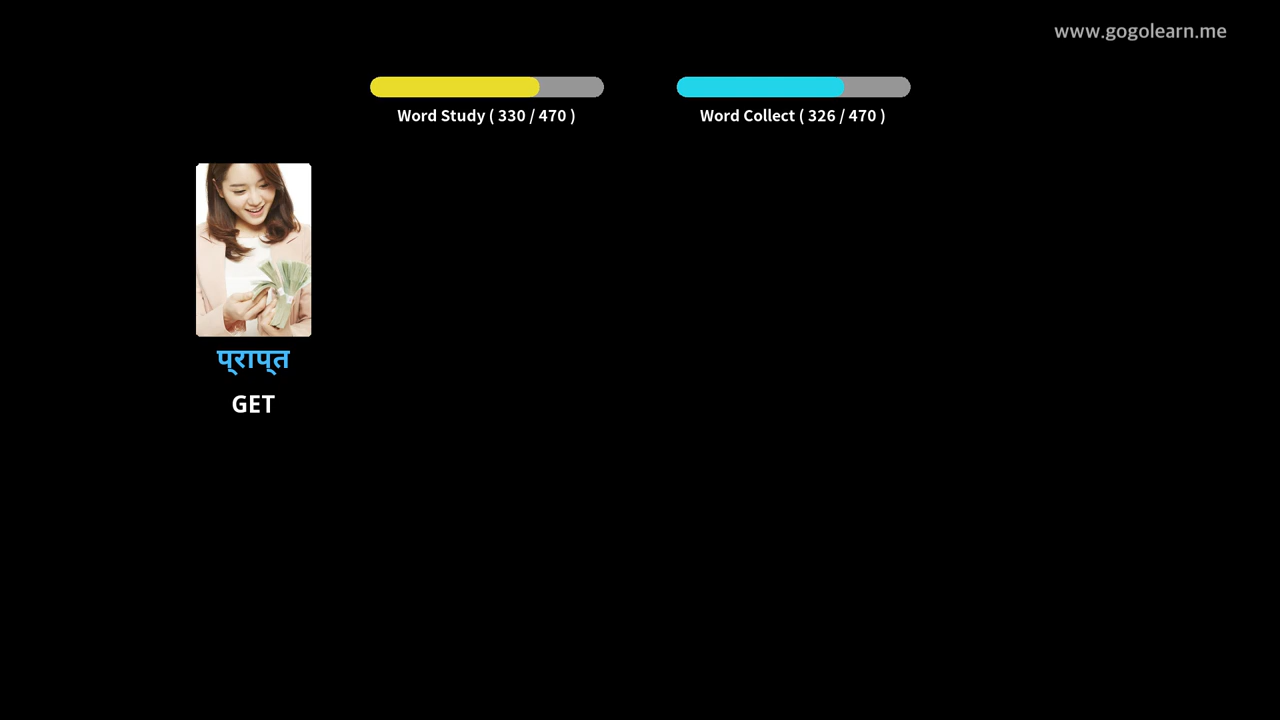 www.gogolearn.me
Word Study ( 330 / 470 )
Word Collect ( 326 / 470 )
प्राप्त
GET